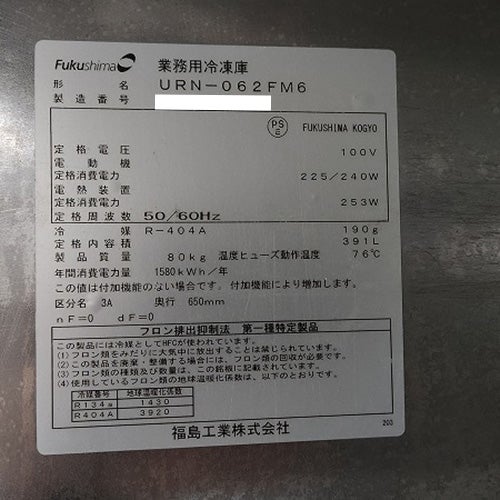 Fukushima 業務用冷凍庫
形名 URN-062FM6
製造番号
PS E FUKUSHIMA KOGYO
定格電圧 100V
電動機
定格消費電力 225/240W
電熱装置
定格消費電力 253W
定格周波数 50/60Hz
冷媒 R-404A 190g
定格内容積 391L
製品質量 80kg 温度ヒューズ動作温度 76℃
年間消費電力量 1580kWh/年
この値は付加機能のない場合です。付加機能により増加します。
区分名 3A 奥行 650mm
nF=0 dF=0
フロン排出抑制法 第一種特定製品
この製品には冷媒としてHFCが使われています。
(1)フロン類をみだりに大気中に放出することは禁じられています。
(2)この製品を廃棄・整備する場合には、フロン類の回収が必要です。
(3)フロン類の種類及び数量は、この銘板に記載されています。
(4)使用しているフロン類の地球温暖化係数は、以下のとおりです。
冷媒番号 地球温暖化係数
R134a 1430
R404A 3920
福島工業株式会社
203